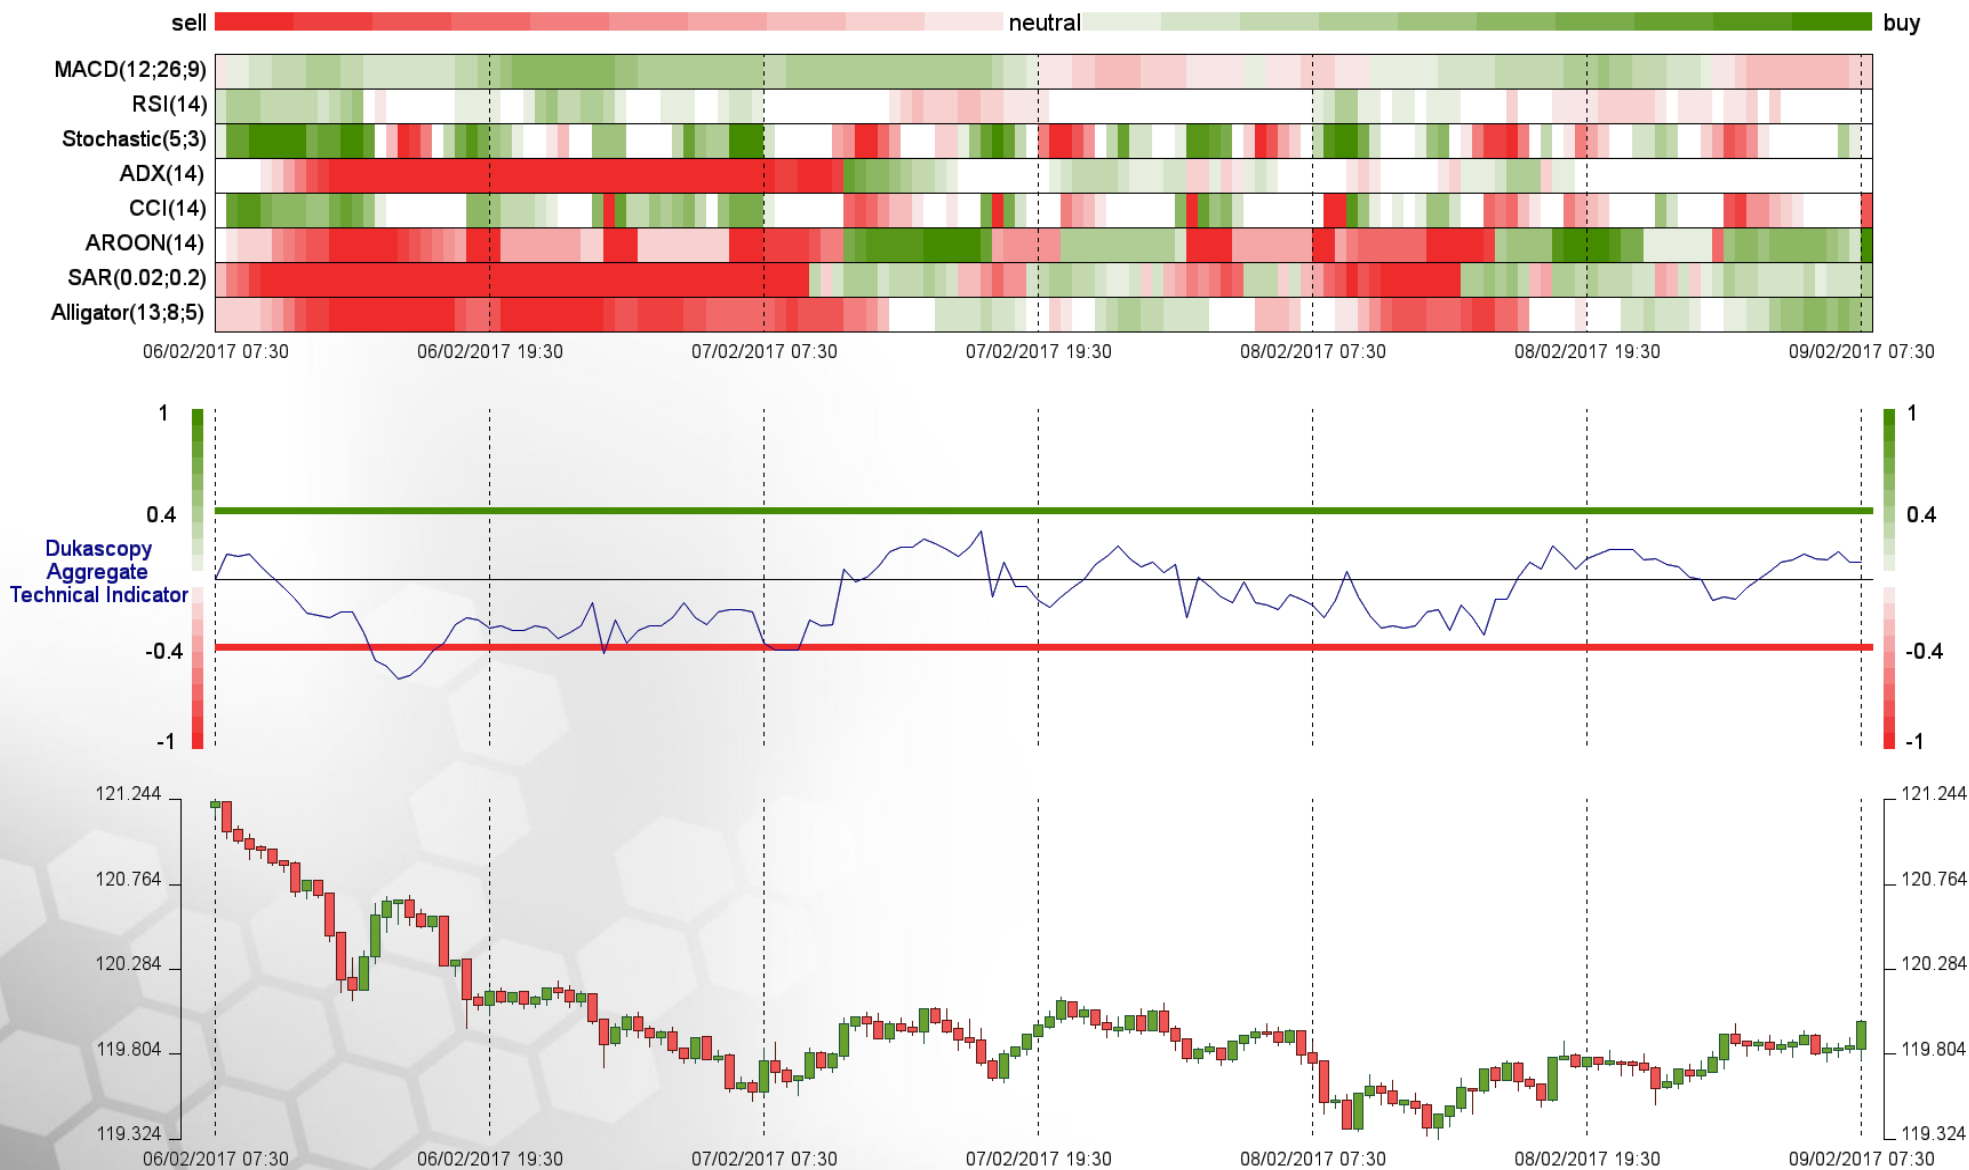 sell neutral buy
MACD(12;26;9)
RSI(14)
Stochastic(5;3)
ADX(14)
CCI(14)
AROON(14)
SAR(0.02;0.2)
Alligator(13;8;5)
06/02/2017 07:30 06/02/2017 19:30 07/02/2017 07:30 07/02/2017 19:30 08/02/2017 07:30 08/02/2017 19:30 09/02/2017 07:30
1 1
0.4 0.4
Dukascopy
Aggregate
Technical Indicator
-0.4 -0.4
-1 -1
121.244 121.244
120.764 120.764
120.284 120.284
119.804 119.804
119.324 119.324
06/02/2017 07:30 06/02/2017 19:30 07/02/2017 07:30 07/02/2017 19:30 08/02/2017 07:30 08/02/2017 19:30 09/02/2017 07:30